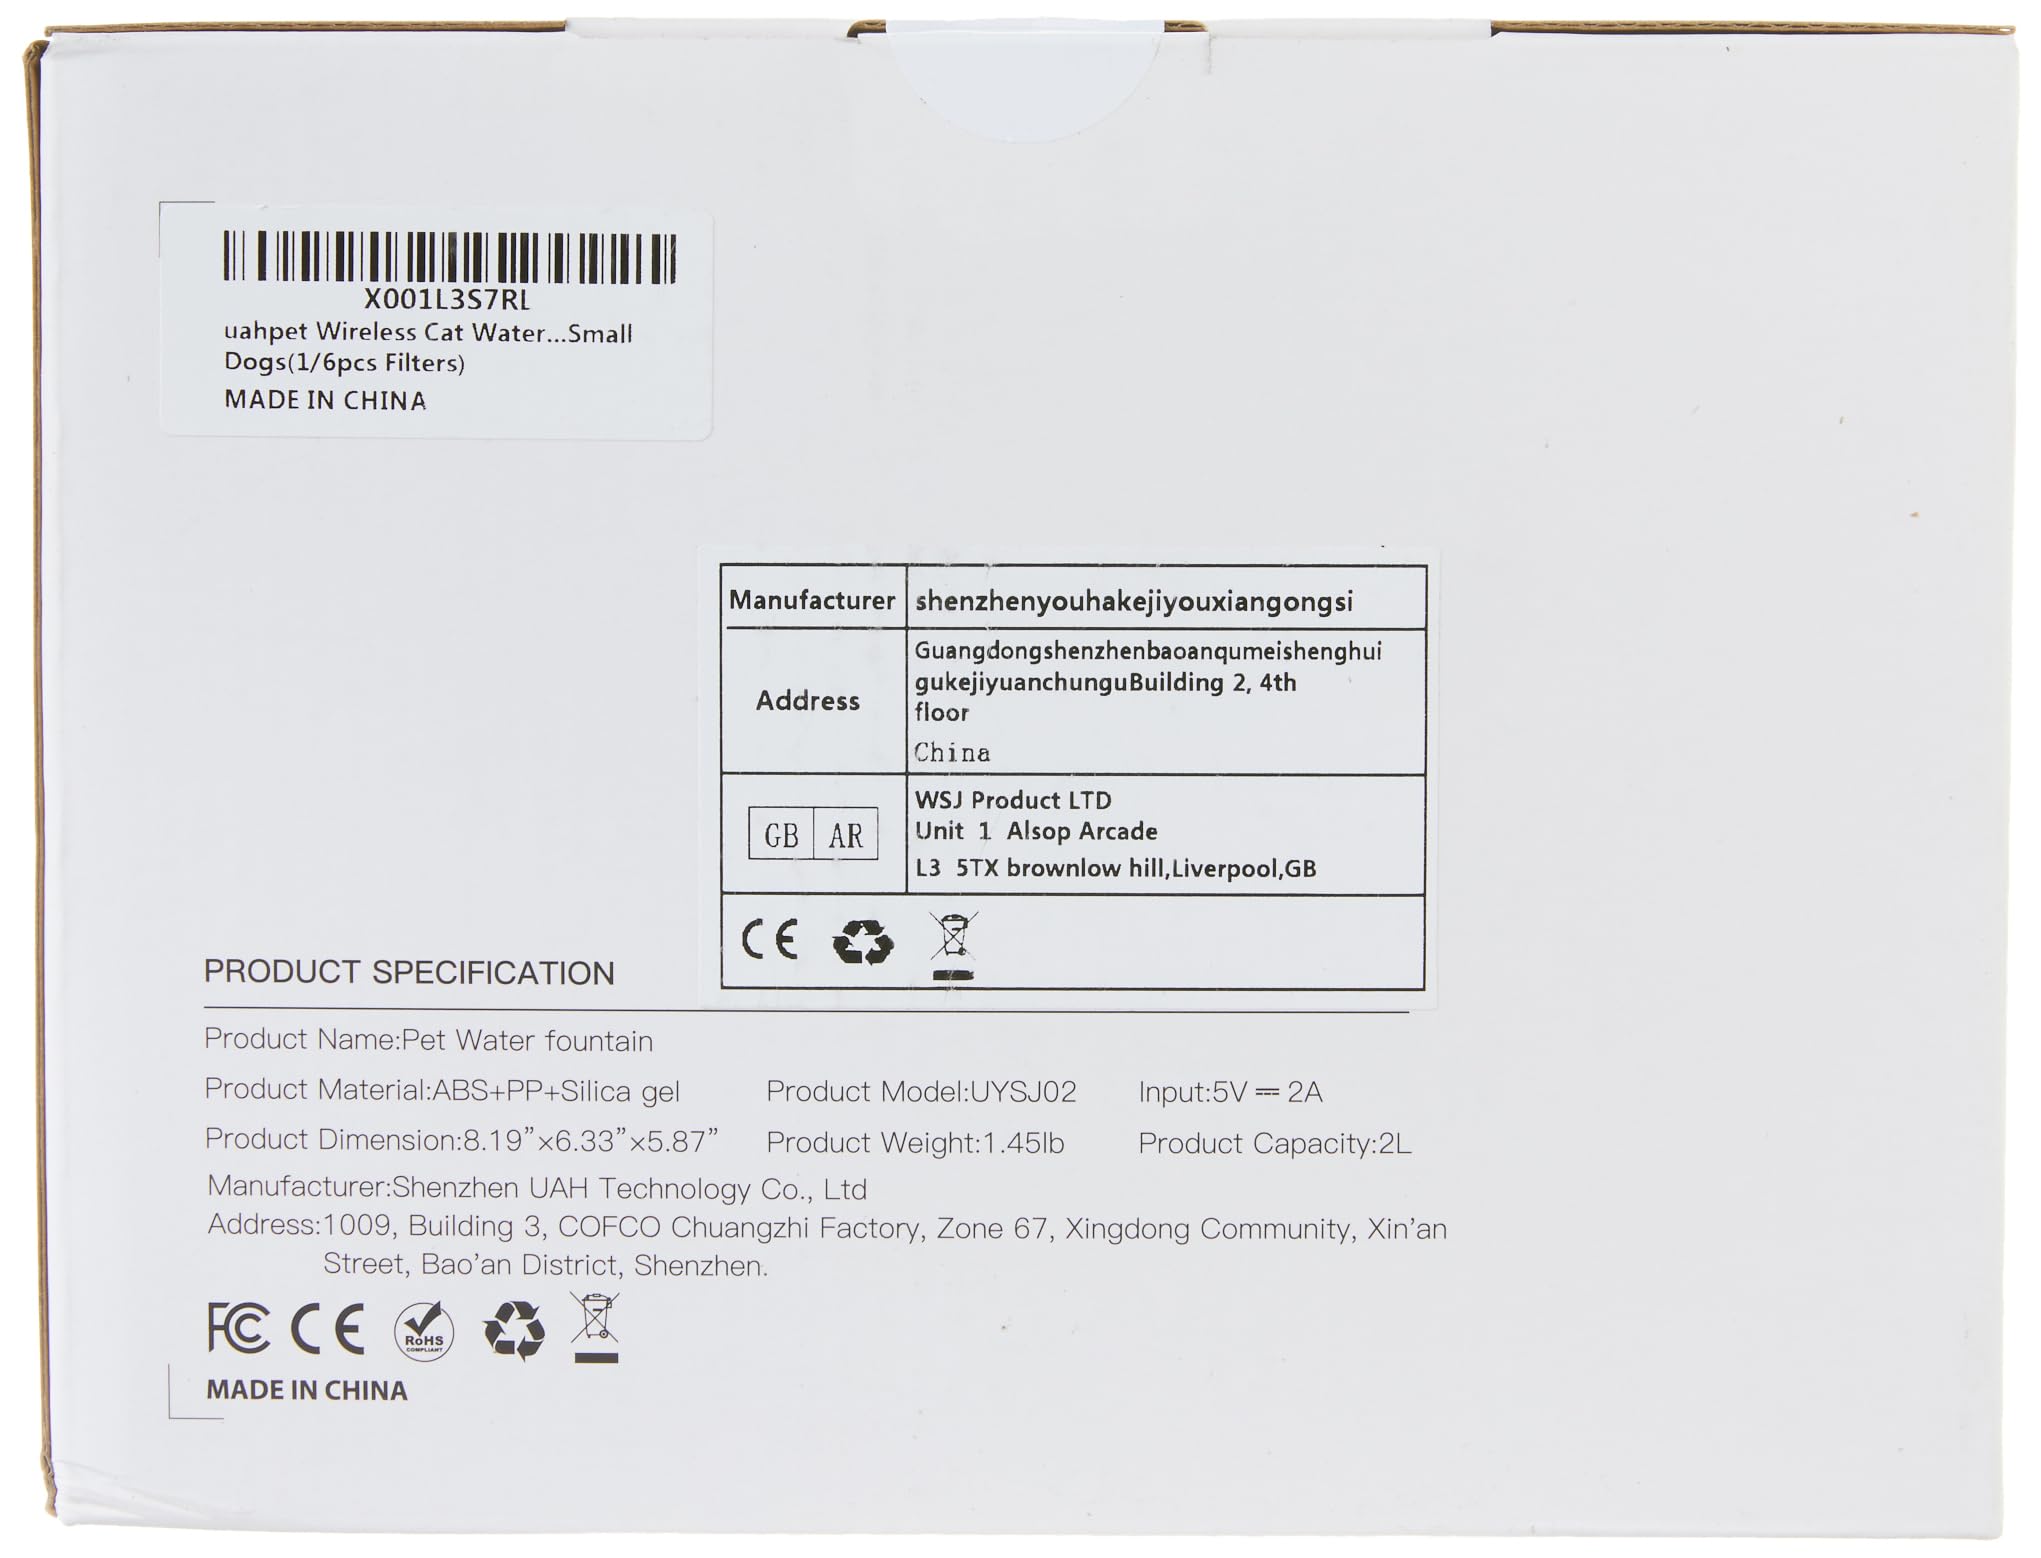 X001L3S7RL
uahpet Wireless Cat Water...Small
Dogs(1/6pcs Filters)
MADE IN CHINA
Manufacturer shenzhenyouhakejiyouxiangongsi
Address
Guangdongshenzhenbaoanqumeishenghui
gukejiyuanchunguBuilding 2, 4th
floor
China
GB AR
WSJ Product LTD
Unit 1 Alsop Arcade
L3 5TX brownlow hill,Liverpool,GB
CE
PRODUCT SPECIFICATION
Product Name:Pet Water fountain
Product Material:ABS+PP+Silica gel Product Model:UYSJ02 Input:5V⎓2A
Product Dimension:8.19”×6.33”×5.87” Product Weight:1.45lb Product Capacity:2L
Manufacturer:Shenzhen UAH Technology Co., Ltd
Address:1009, Building 3, COFCO Chuangzhi Factory, Zone 67, Xingdong Community, Xin’an
Street, Bao’an District, Shenzhen.
FC CE RoHS
COMPLIANT
MADE IN CHINA